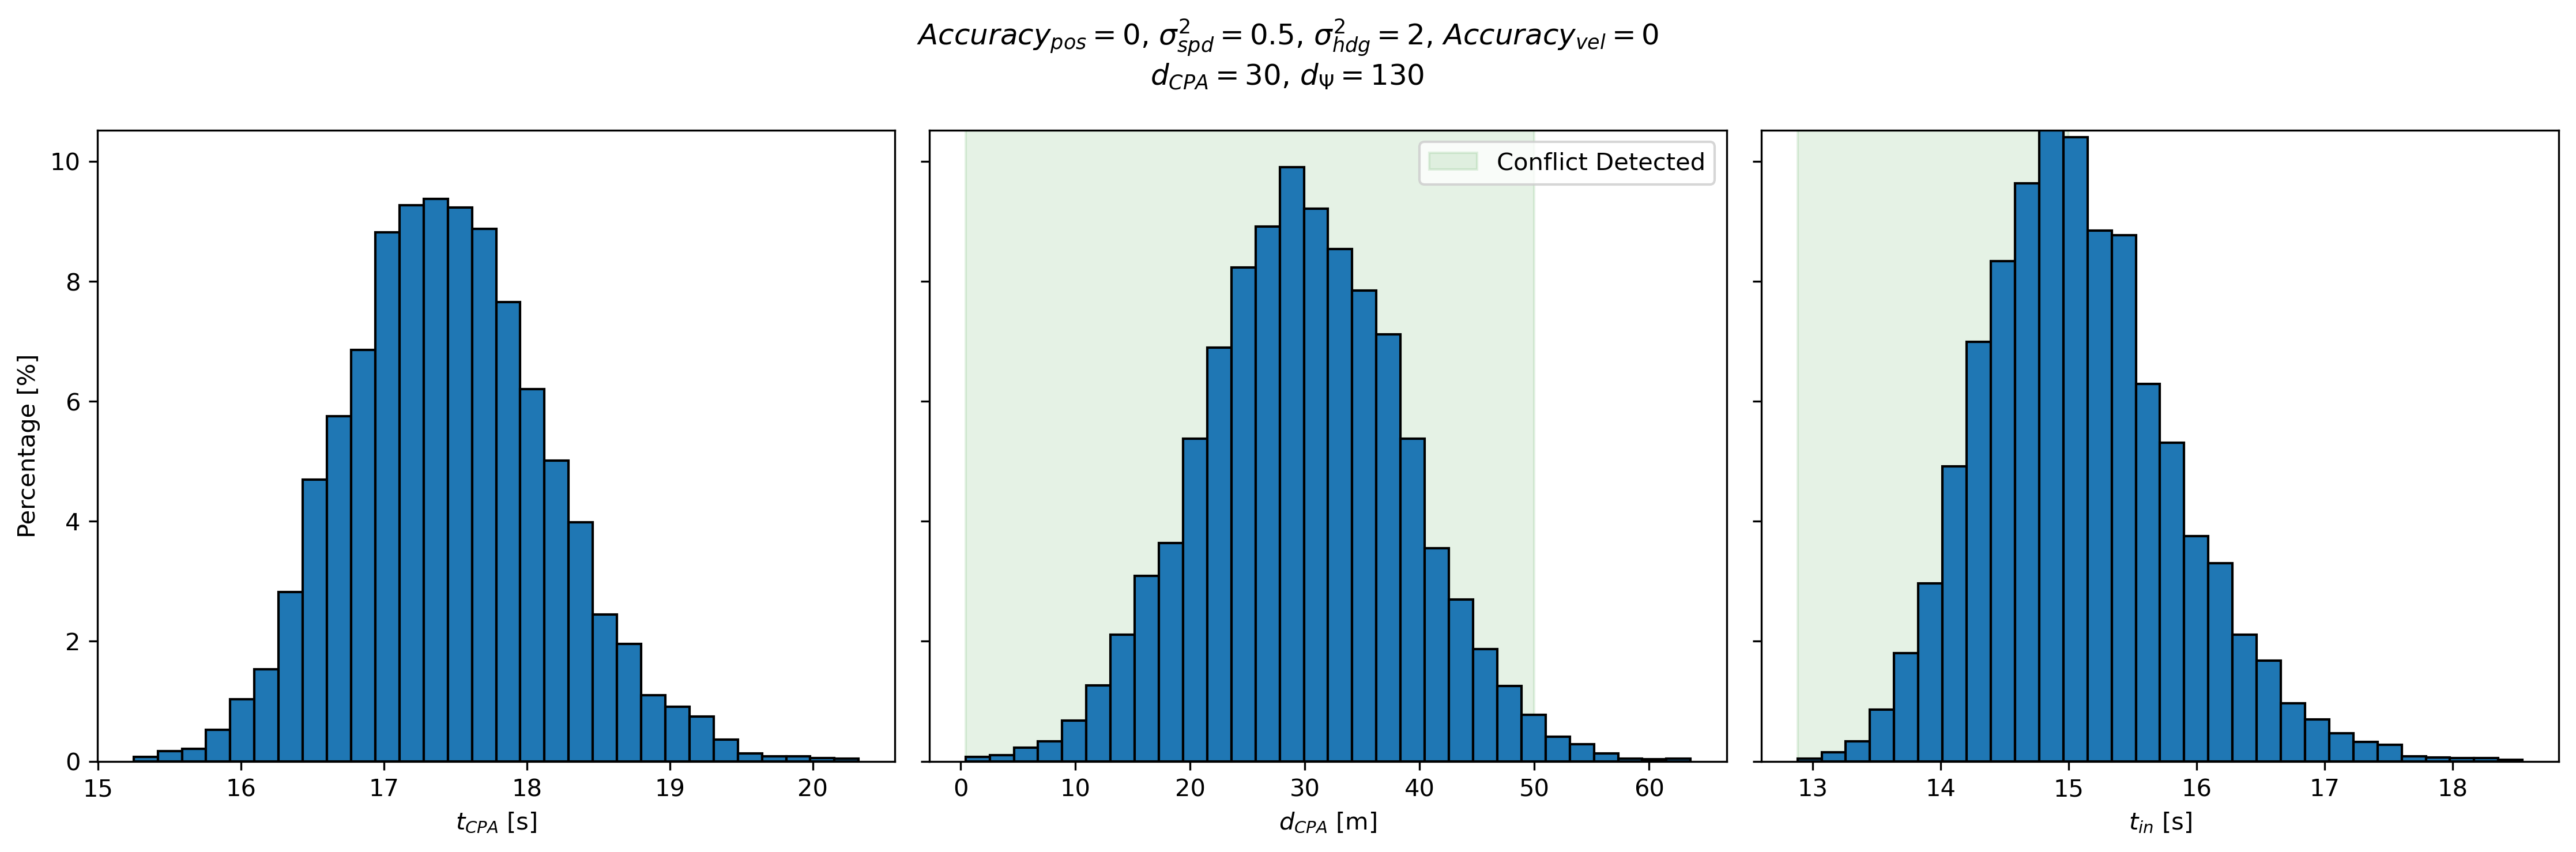 Accuracy_pos = 0, σ²_spd = 0.5, σ²_hdg = 2, Accuracy_vel = 0
d_CPA = 30, d_Ψ = 130
Percentage [%]
10
8
6
4
2
0
15 16 17 18 19 20
t_CPA [s]
Conflict Detected
0 10 20 30 40 50 60
d_CPA [m]
13 14 15 16 17 18
t_in [s]